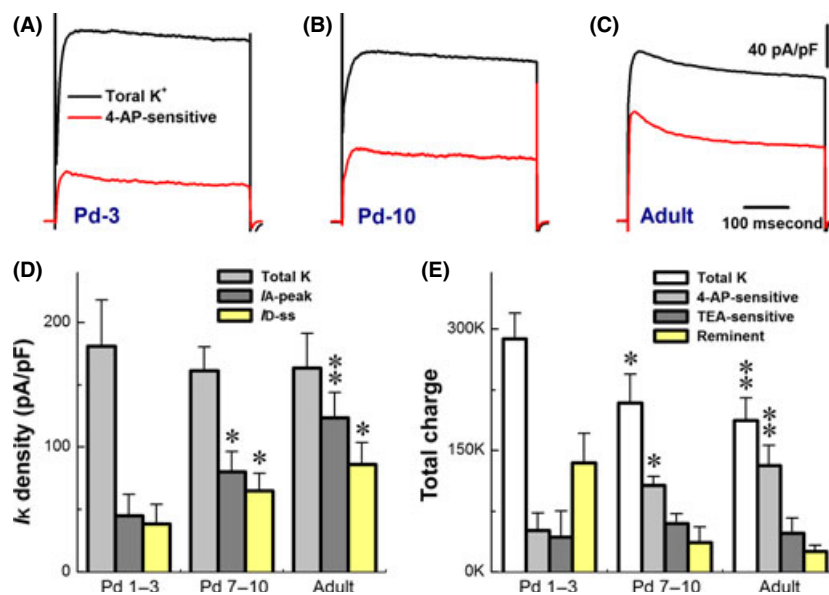 (A)
(B)
(C)
40 pA/pF
Toral K+
4-AP-sensitive
Pd-3
Pd-10
Adult
100 msecond
(D)
Total K
IA-peak
ID-ss
IK density (pA/pF)
200
100
0
*
*
**
*
Pd 1–3
Pd 7–10
Adult
(E)
Total K
4-AP-sensitive
TEA-sensitive
Reminent
Total charge
300K
150K
0K
*
*
**
**
Pd 1–3
Pd 7–10
Adult